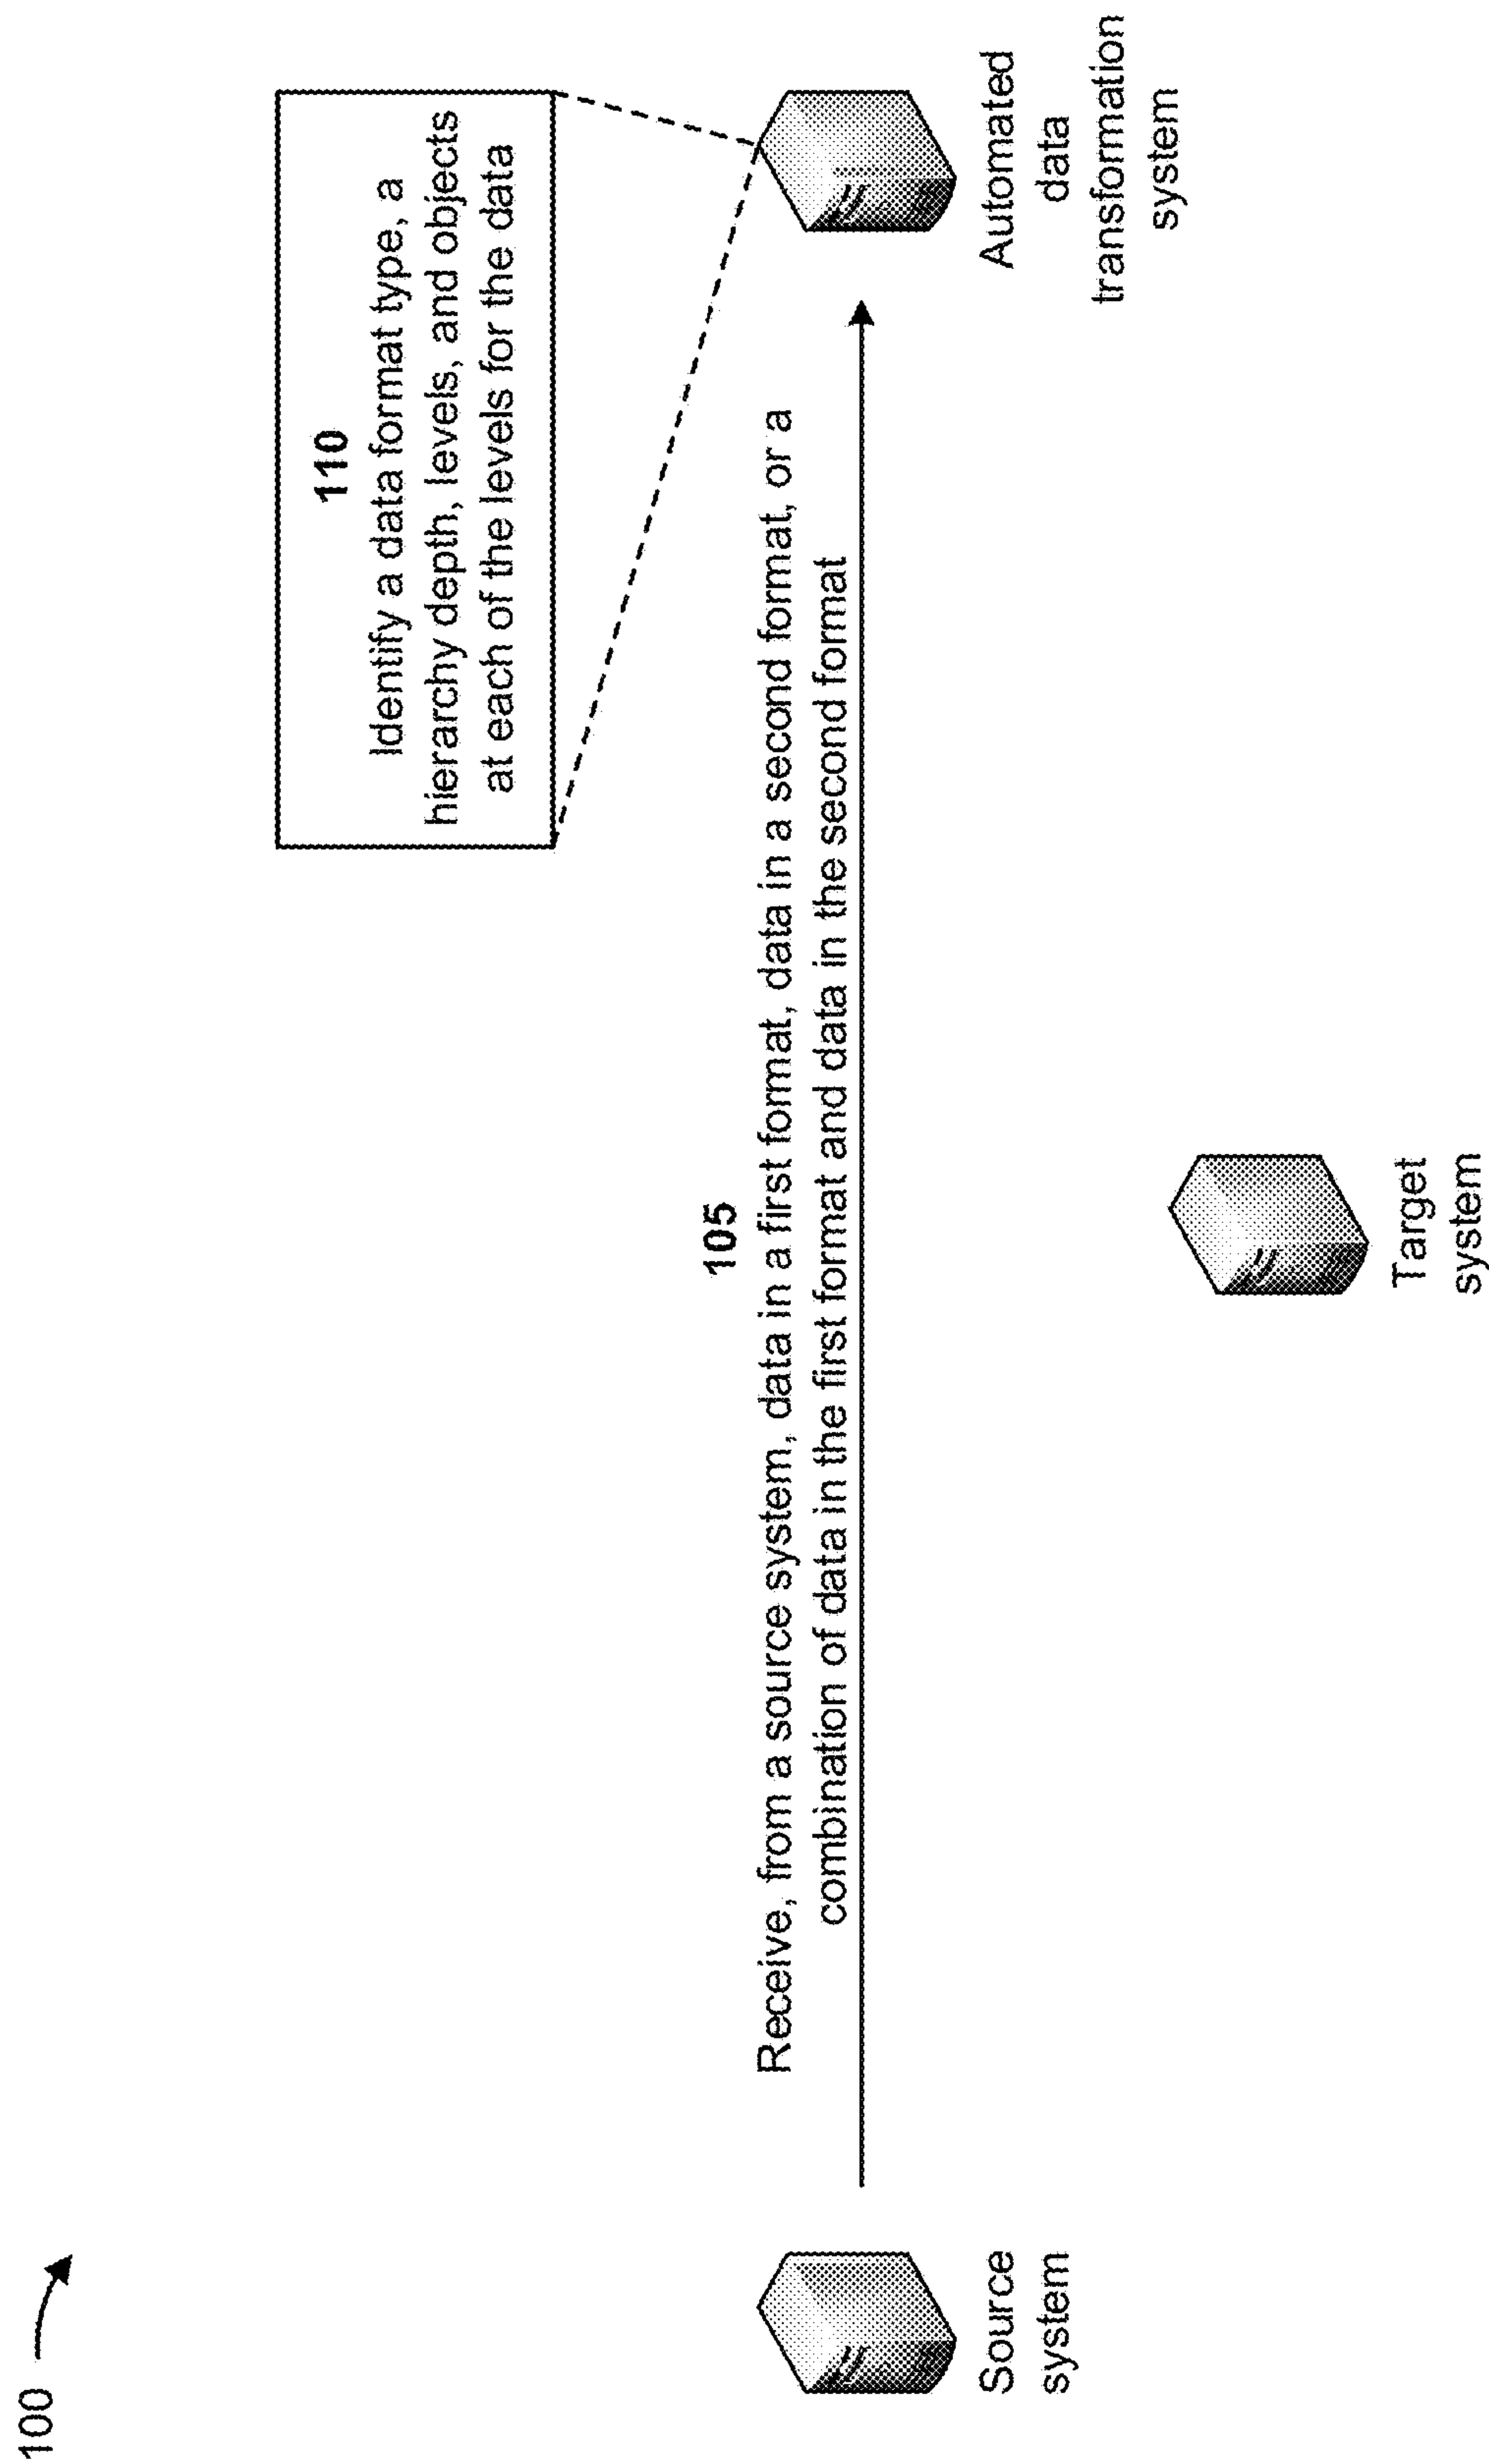 100
110
Identify a data format type, a
hierarchy depth, levels, and objects
at each of the levels for the data
105
Receive, from a source system, data in a first format, data in a second format, or a
combination of data in the first format and data in the second format
Source
system
Automated
data
transformation
system
Target
system